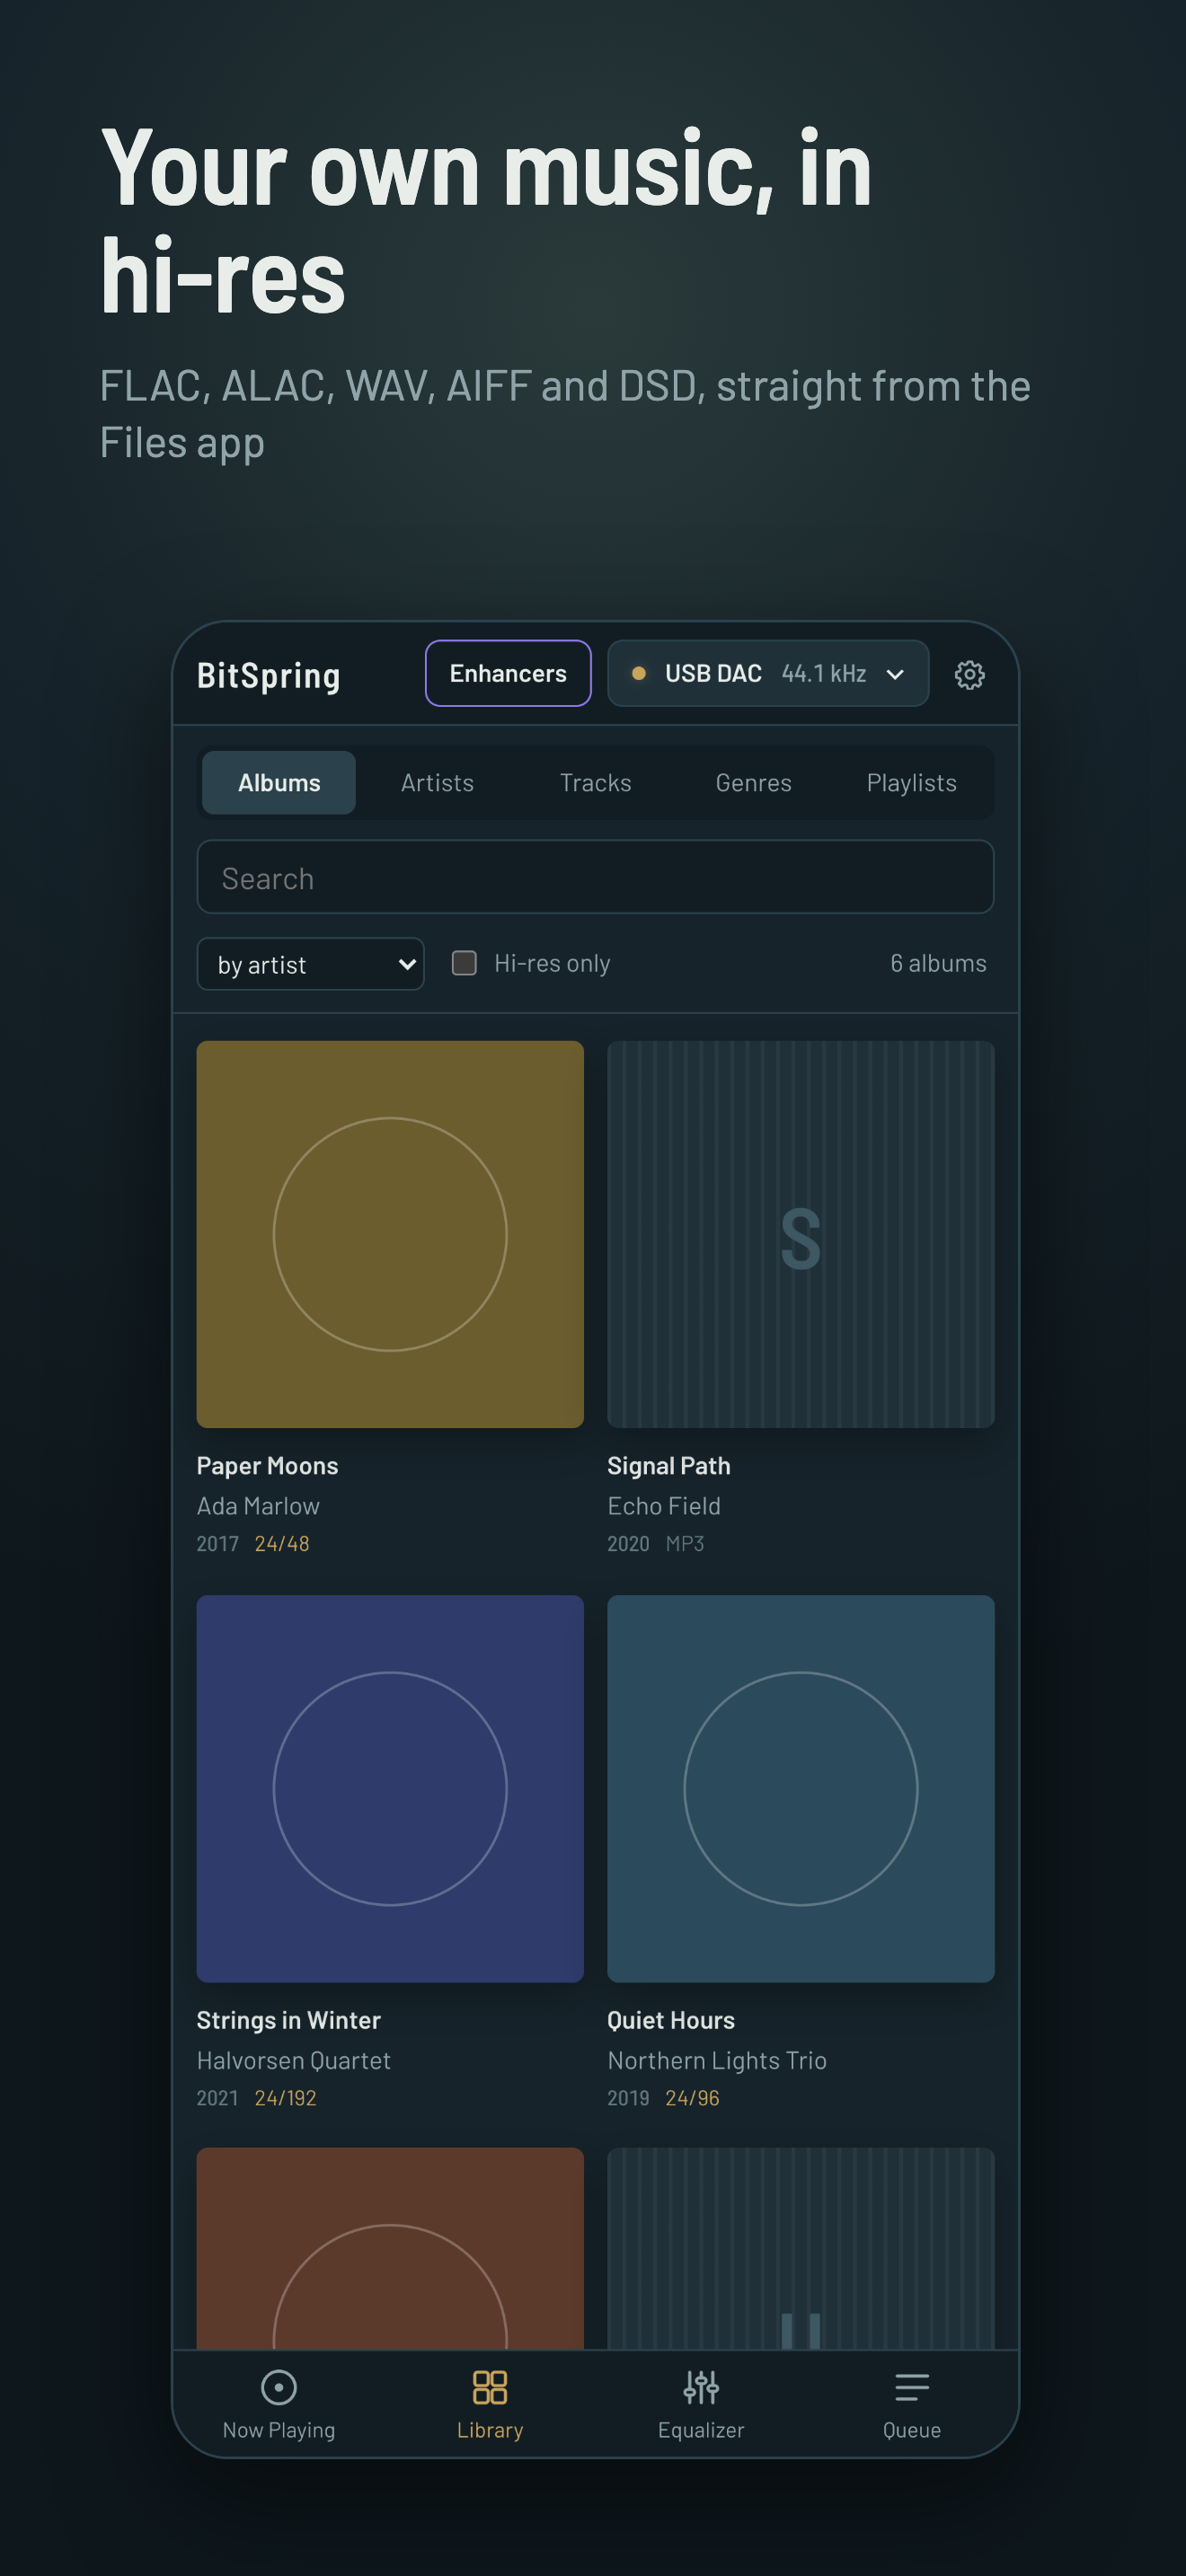 Your own music, in
hi-res
FLAC, ALAC, WAV, AIFF and DSD, straight from the
Files app
BitSpring
Enhancers
USB DAC 44.1 kHz
Albums Artists Tracks Genres Playlists
Search
by artist Hi-res only 6 albums
S
Paper Moons Signal Path
Ada Marlow Echo Field
2017 24/48 2020 MP3
Strings in Winter Quiet Hours
Halvorsen Quartet Northern Lights Trio
2021 24/192 2019 24/96
Now Playing Library Equalizer Queue